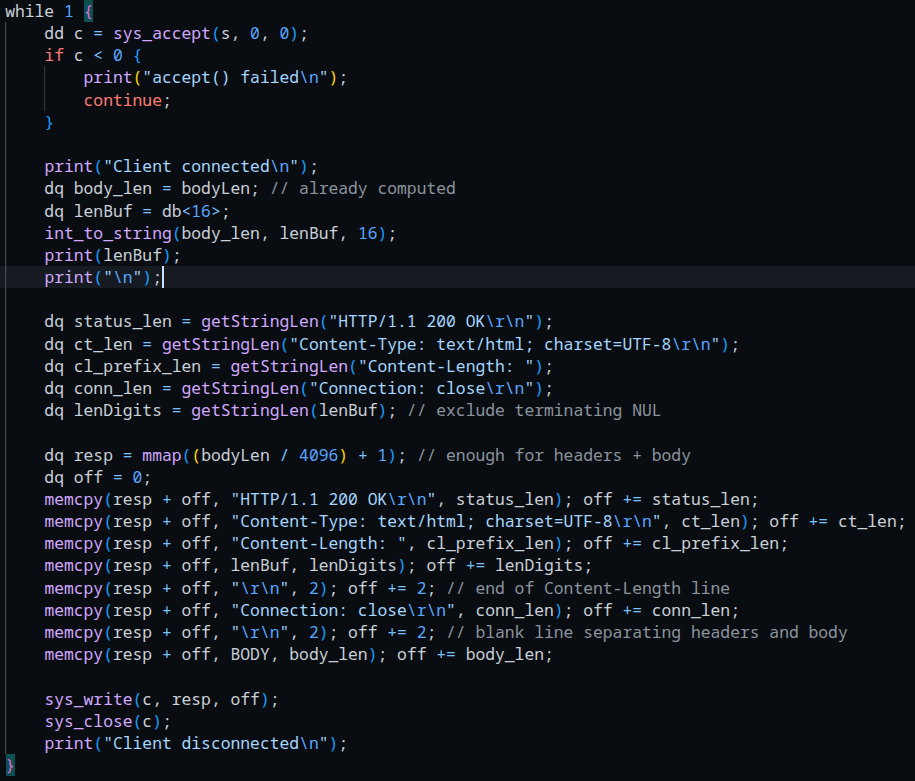 while 1 {
    dd c = sys_accept(s, 0, 0);
    if c < 0 {
        print("accept() failed\n");
        continue;
    }

    print("Client connected\n");
    dq body_len = bodyLen; // already computed
    dq lenBuf = db<16>;
    int_to_string(body_len, lenBuf, 16);
    print(lenBuf);
    print("\n");

    dq status_len = getStringLen("HTTP/1.1 200 OK\r\n");
    dq ct_len = getStringLen("Content-Type: text/html; charset=UTF-8\r\n");
    dq cl_prefix_len = getStringLen("Content-Length: ");
    dq conn_len = getStringLen("Connection: close\r\n");
    dq lenDigits = getStringLen(lenBuf); // exclude terminating NUL

    dq resp = mmap((bodyLen / 4096) + 1); // enough for headers + body
    dq off = 0;
    memcpy(resp + off, "HTTP/1.1 200 OK\r\n", status_len); off += status_len;
    memcpy(resp + off, "Content-Type: text/html; charset=UTF-8\r\n", ct_len); off += ct_len;
    memcpy(resp + off, "Content-Length: ", cl_prefix_len); off += cl_prefix_len;
    memcpy(resp + off, lenBuf, lenDigits); off += lenDigits;
    memcpy(resp + off, "\r\n", 2); off += 2; // end of Content-Length line
    memcpy(resp + off, "Connection: close\r\n", conn_len); off += conn_len;
    memcpy(resp + off, "\r\n", 2); off += 2; // blank line separating headers and body
    memcpy(resp + off, BODY, body_len); off += body_len;

    sys_write(c, resp, off);
    sys_close(c);
    print("Client disconnected\n");
}